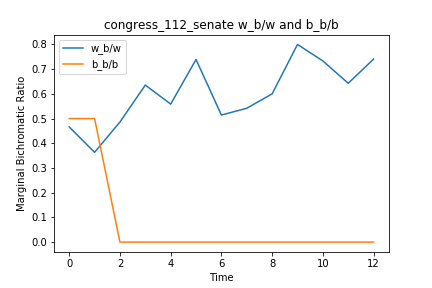 congress_112_senate w_b/w and b_b/b
w_b/w
b_b/b
Marginal Bichromatic Ratio
0.8
0.7
0.6
0.5
0.4
0.3
0.2
0.1
0.0
0 2 4 6 8 10 12
Time